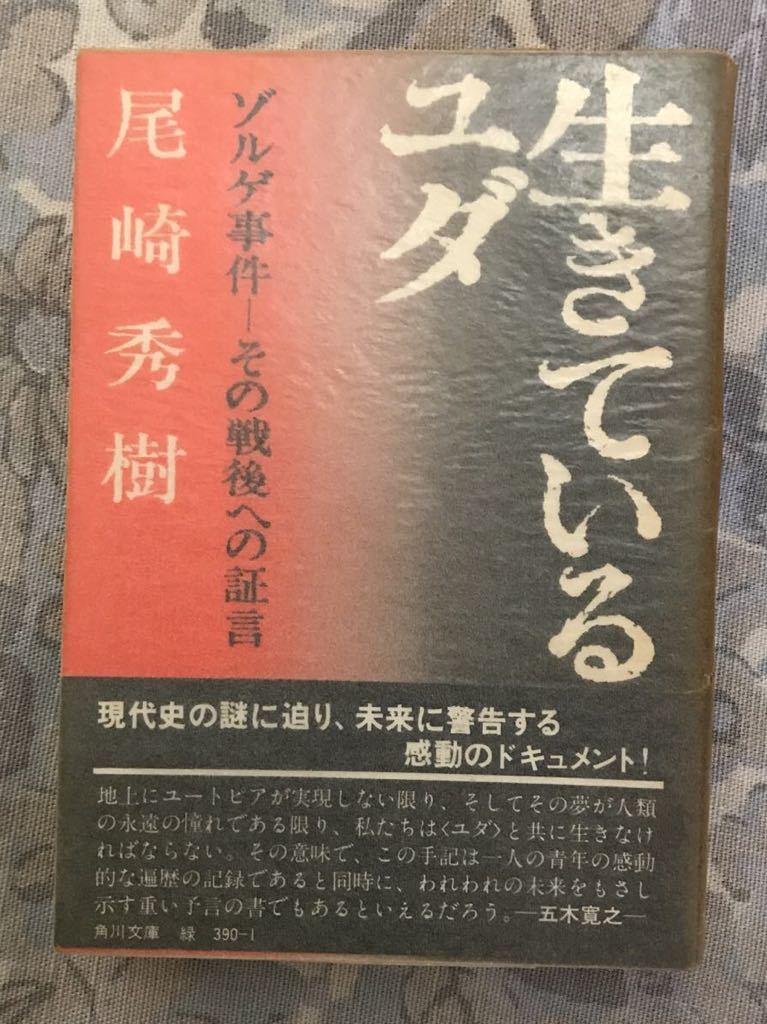 生きている
ユダ
ゾルゲ事件―その戦後への証言
尾崎秀樹
現代史の謎に迫り、未来に警告する
感動のドキュメント!
地上にユートピアが実現しない限り、そしてその夢が人類
の永遠の憧れである限り、私たちは〈ユダ〉と共に生きなけ
ればならない。その意味で、この手記は一人の青年の感動
的な遍歴の記録であると同時に、われわれの未来をもさし
示す重い予言の書でもあるといえるだろう。―五木寛之―
角川文庫 緑 390-1